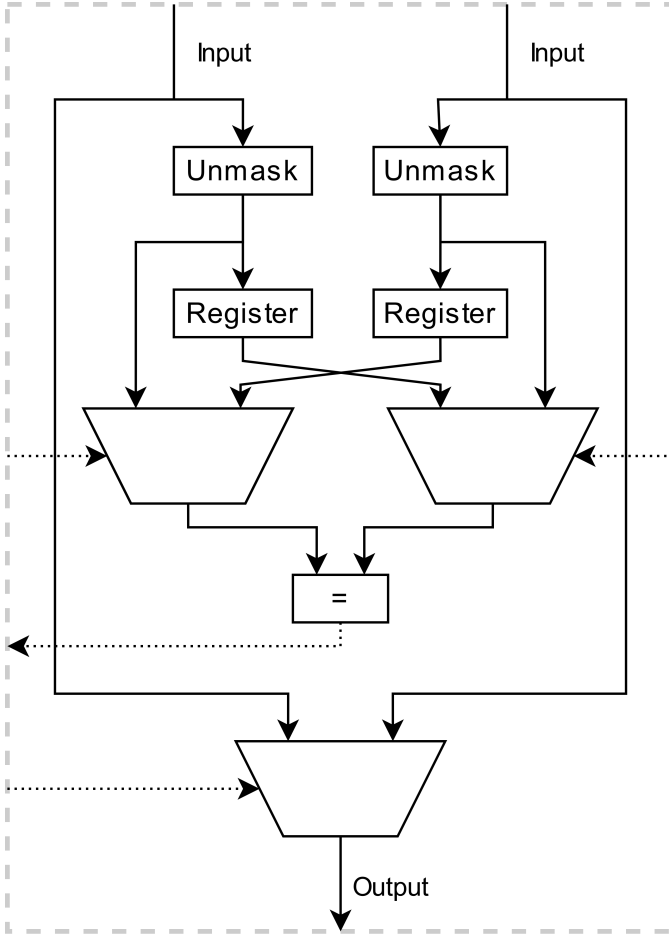 Input
Input
Unmask
Unmask
Register
Register
=
Output